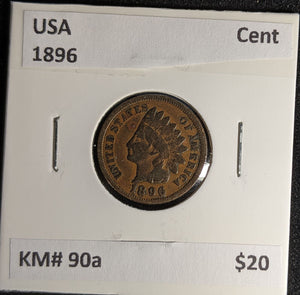 USA Cent
1896
UNITED STATES OF AMERICA
1896
KM# 90a $20